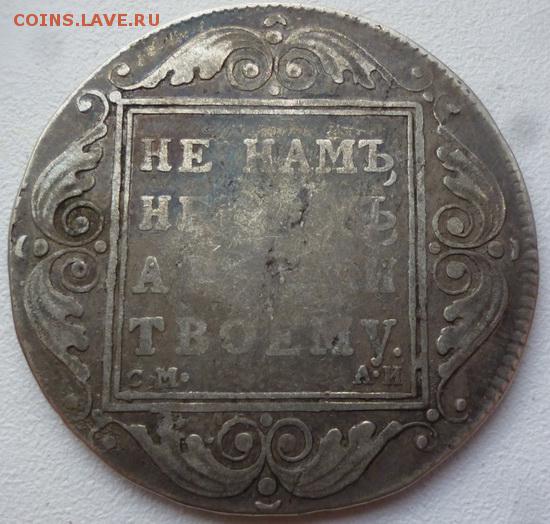 COINS.LAVE.RU
НЕ НАМЪ,
НЕ
А
ТВОЕМУ.
С.М. А.И